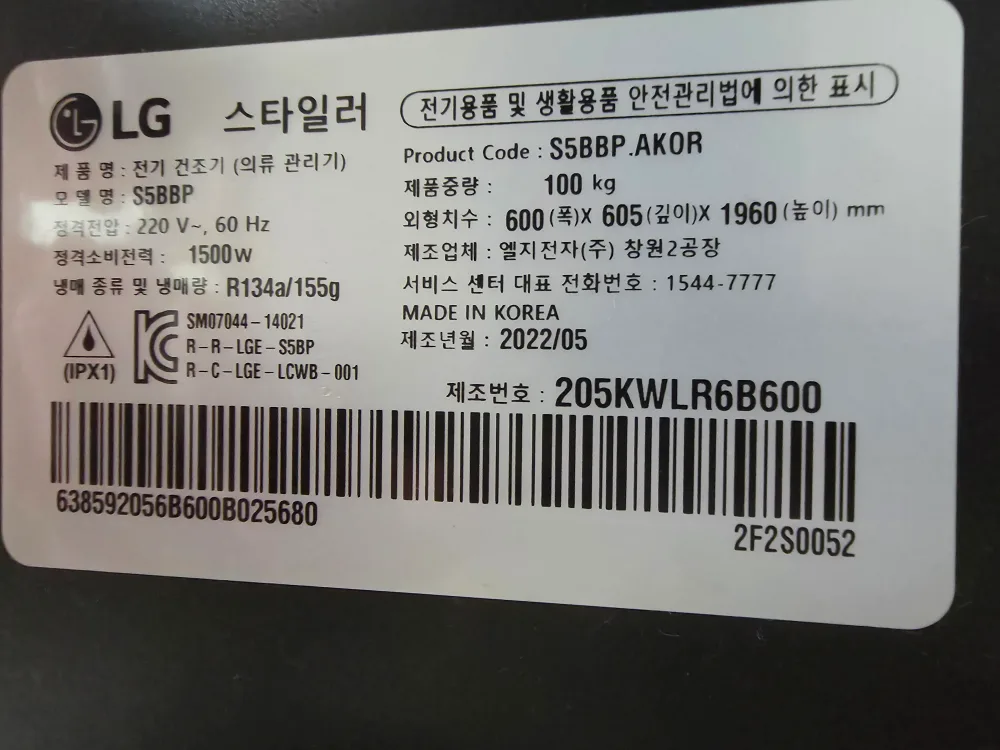 LG 스타일러
전기용품 및 생활용품 안전관리법에 의한 표시
제 품 명 : 전기 건조기 (의류 관리기)
모 델 명 : S5BBP
정격전압 : 220 V~, 60 Hz
정격소비전력 : 1500W
냉매 종류 및 냉매량 : R134a/155g
(IPX1)
SM07044-14021
R-R-LGE-S5BP
R-C-LGE-LCWB-001
Product Code : S5BBP.AKOR
제품중량 : 100 kg
외형치수 : 600 (폭)X 605 (깊이)X 1960 (높이) mm
제조업체 : 엘지전자(주) 창원2공장
서비스 센터 대표 전화번호 : 1544-7777
MADE IN KOREA
제조년월 : 2022/05
제조번호 : 205KWLR6B600
638592056B600B025680
2F2S0052